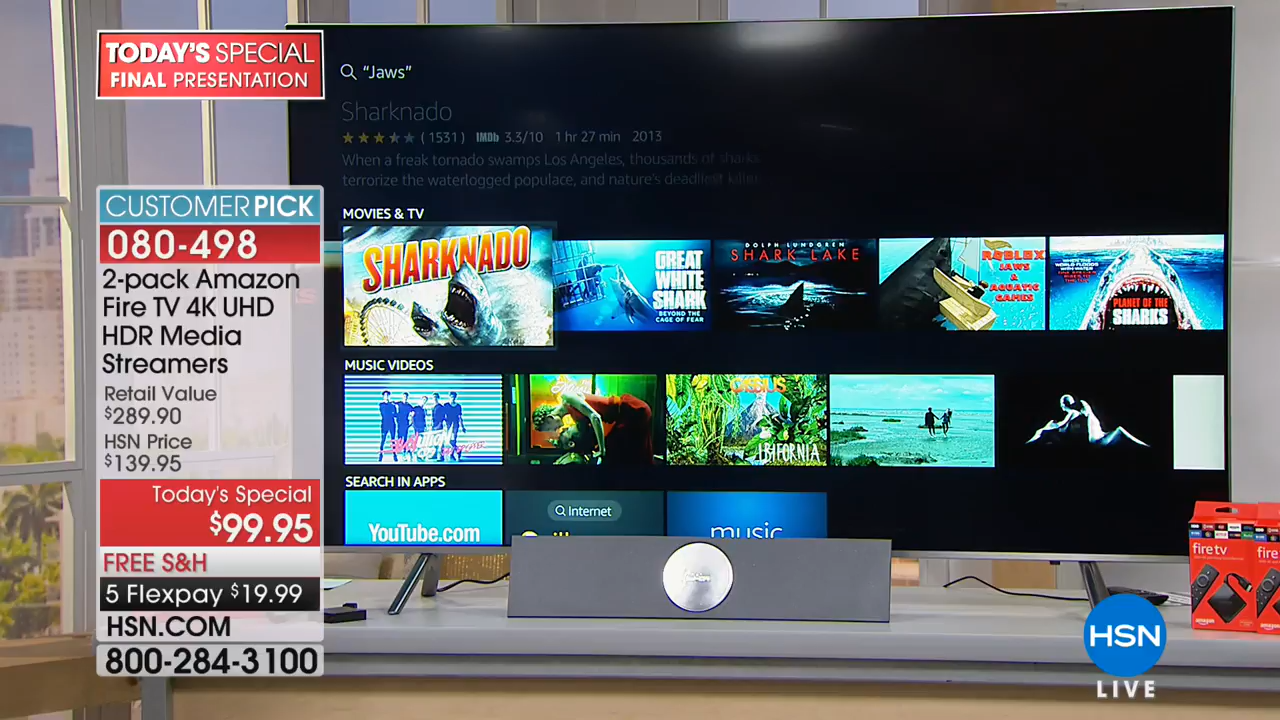 TODAY'S SPECIAL
FINAL PRESENTATION
CUSTOMER PICK
080-498
2-pack Amazon
Fire TV 4K UHD
HDR Media
Streamers
Retail Value
$289.90
HSN Price
$139.95
Today's Special
$99.95
FREE S&H
5 Flexpay $19.99
HSN.COM
800-284-3100
"Jaws"
Sharknado
(1531) IMDb 3.3/10 1 hr 27 min 2013
When a freak tornado swamps Los Angeles, thousands of sharks
terrorize the waterlogged populace, and nature's deadliest killer
MOVIES & TV
SHARKNADO
GREAT
WHITE
SHARK
BEYOND THE
CAGE OF FEAR
DOLPH LUNDGREN
SHARK LAKE
ROBLEX
JAWS
A
AQUATIC
GAMES
PLANET OF THE
SHARKS
MUSIC VIDEOS
CASSIUS
SEARCH IN APPS
YouTube.com
Internet
music
fire tv
fire
amazon
HSN
LIVE